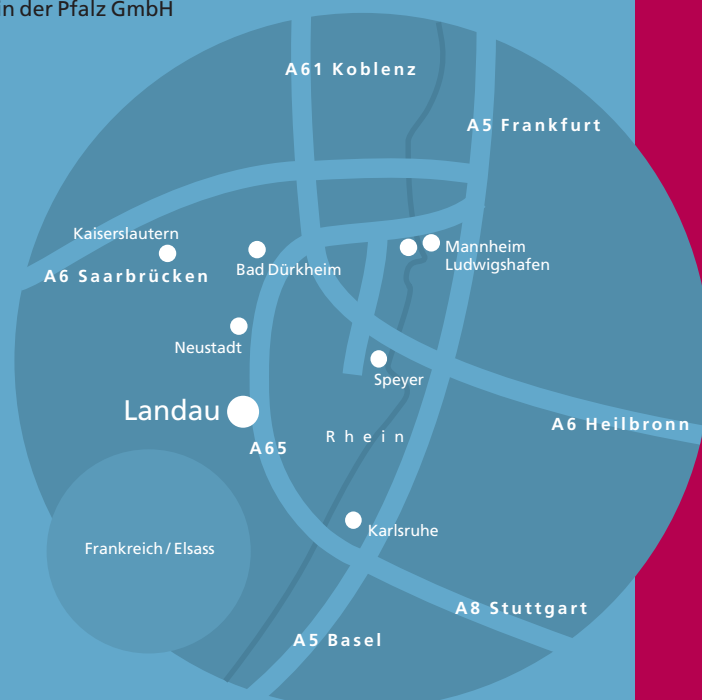 in der Pfalz GmbH
A61 Koblenz
A5 Frankfurt
Kaiserslautern
A6 Saarbrücken
Bad Dürkheim
Mannheim
Ludwigshafen
Neustadt
Speyer
Landau
A65
Rhein
A6 Heilbronn
Karlsruhe
Frankreich / Elsass
A8 Stuttgart
A5 Basel